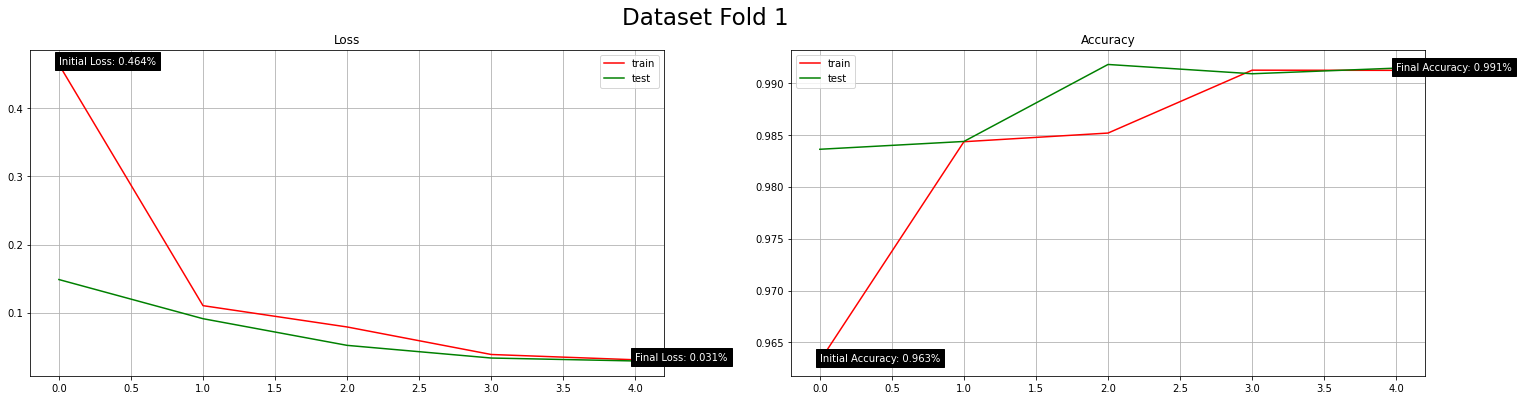 Dataset Fold 1
Loss
Initial Loss: 0.464%
train
test
0.4
0.3
0.2
0.1
Final Loss: 0.031%
0.0 0.5 1.0 1.5 2.0 2.5 3.0 3.5 4.0
Accuracy
train
test
Final Accuracy: 0.991%
0.990
0.985
0.980
0.975
0.970
0.965
Initial Accuracy: 0.963%
0.0 0.5 1.0 1.5 2.0 2.5 3.0 3.5 4.0